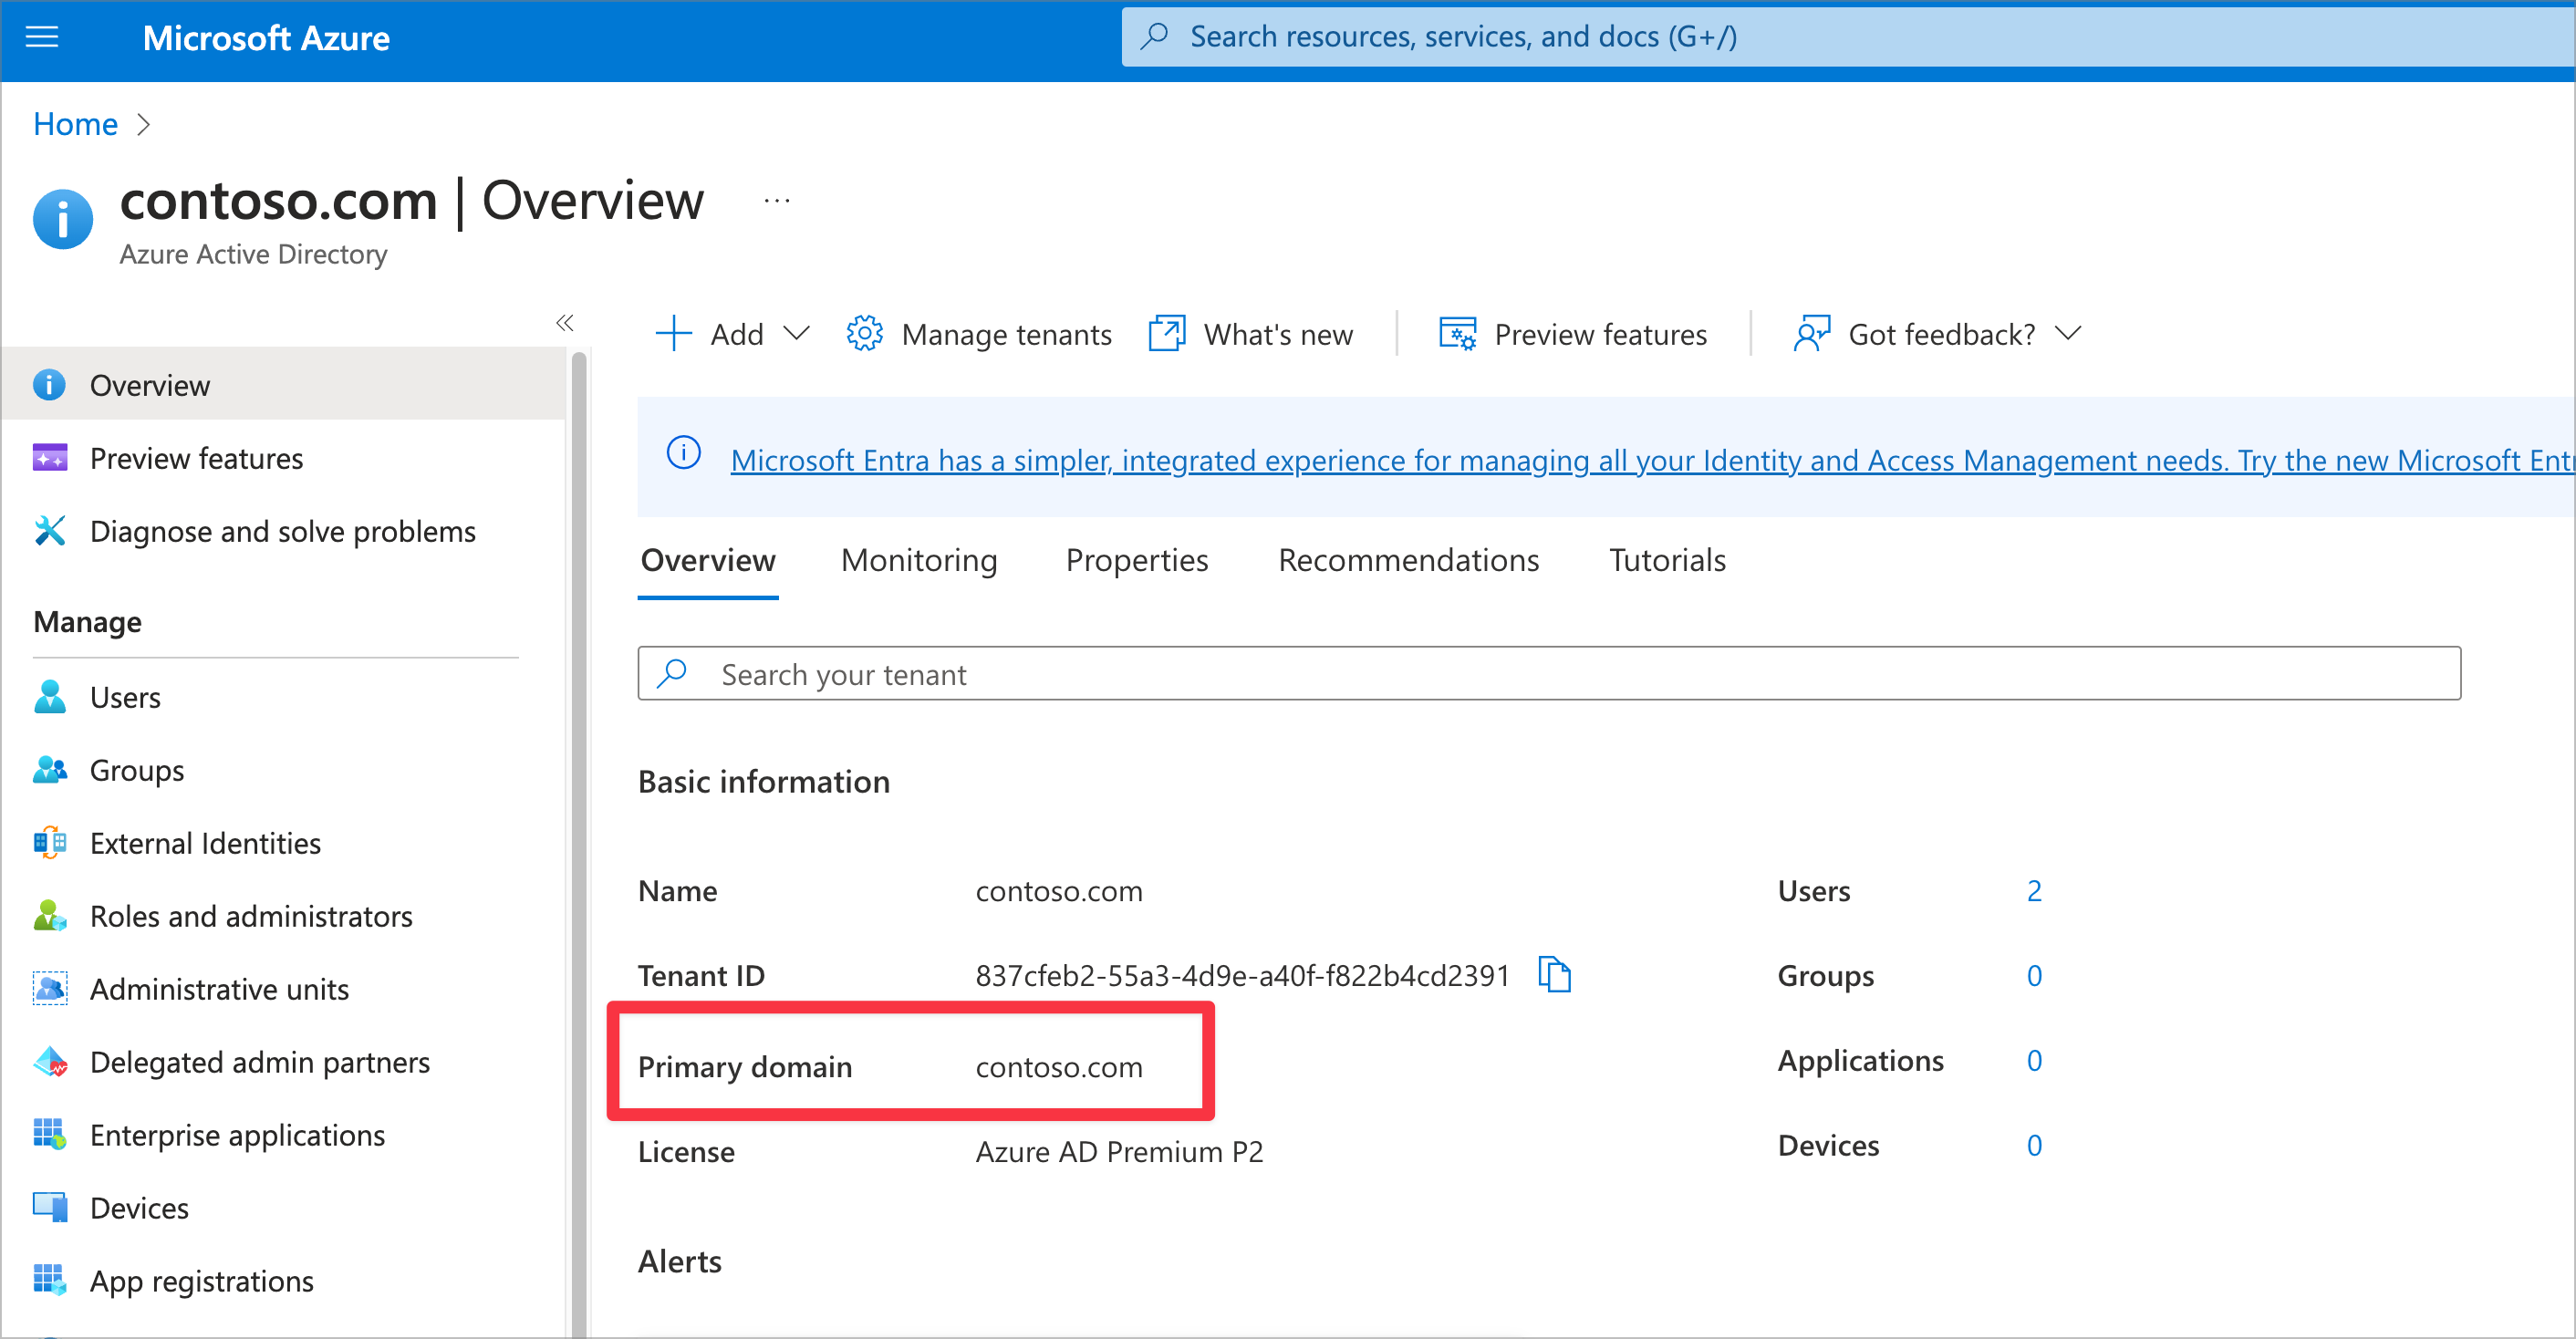 Microsoft Azure
Search resources, services, and docs (G+/)
Home
contoso.com | Overview
Azure Active Directory
Add
Manage tenants
What's new
Preview features
Got feedback?
Overview
Preview features
Diagnose and solve problems
Manage
Users
Groups
External Identities
Roles and administrators
Administrative units
Delegated admin partners
Enterprise applications
Devices
App registrations
Microsoft Entra has a simpler, integrated experience for managing all your Identity and Access Management needs. Try the new Microsoft Entr
Overview
Monitoring
Properties
Recommendations
Tutorials
Search your tenant
Basic information
Name contoso.com
Tenant ID 837cfeb2-55a3-4d9e-a40f-f822b4cd2391
Primary domain contoso.com
License Azure AD Premium P2
Users 2
Groups 0
Applications 0
Devices 0
Alerts